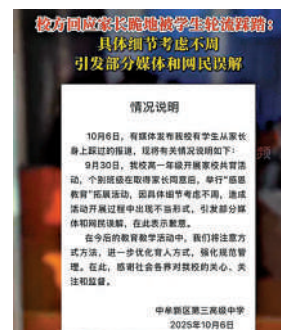 校方回应家长跪地被学生轮流踩踏:
具体细节考虑不周
引发部分媒体和网民误解
情况说明
10月6日,有媒体发布我校有学生从家长
身上踩过的报道,现将有关情况说明如下:
9月30日,我校高一年级开展家校共育活
动,个别班级在取得家长同意后,举行“感恩
教育”拓展活动,因具体细节考虑不周,造成
活动开展过程中出现不当形式,引发部分媒
体和网民误解,在此表示歉意。
在今后的教育教学活动中,我们将注意方
式方法,进一步优化育人方式,强化规范管
理。在此,感谢社会各界对我校的关心、关
注和监督。
中牟新区第三高级中学
2025年10月6日